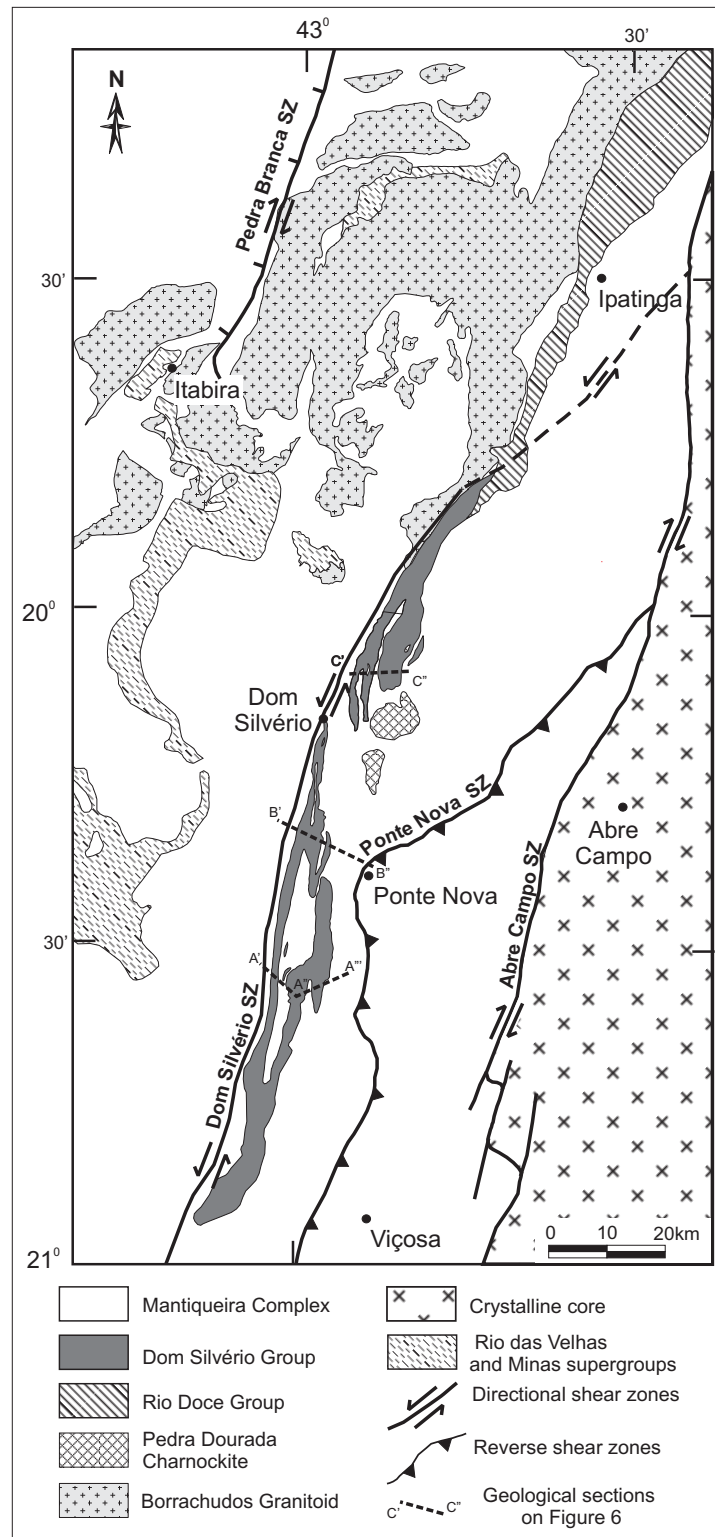 43⁰
30'
N
Pedra Branca SZ
30'
Ipatinga
Itabira
20⁰
C'
C"
Dom
Silvério
B'
Ponte Nova SZ
B"
Abre
Campo
Ponte Nova
30'
A'
A"
A"'
Abre Campo SZ
Dom Silvério SZ
Viçosa
0 10 20km
21⁰
Mantiqueira Complex
Dom Silvério Group
Rio Doce Group
Pedra Dourada
Charnockite
Borrachudos Granitoid
Crystalline core
Rio das Velhas
and Minas supergroups
Directional shear zones
Reverse shear zones
C' C"
Geological sections
on Figure 6